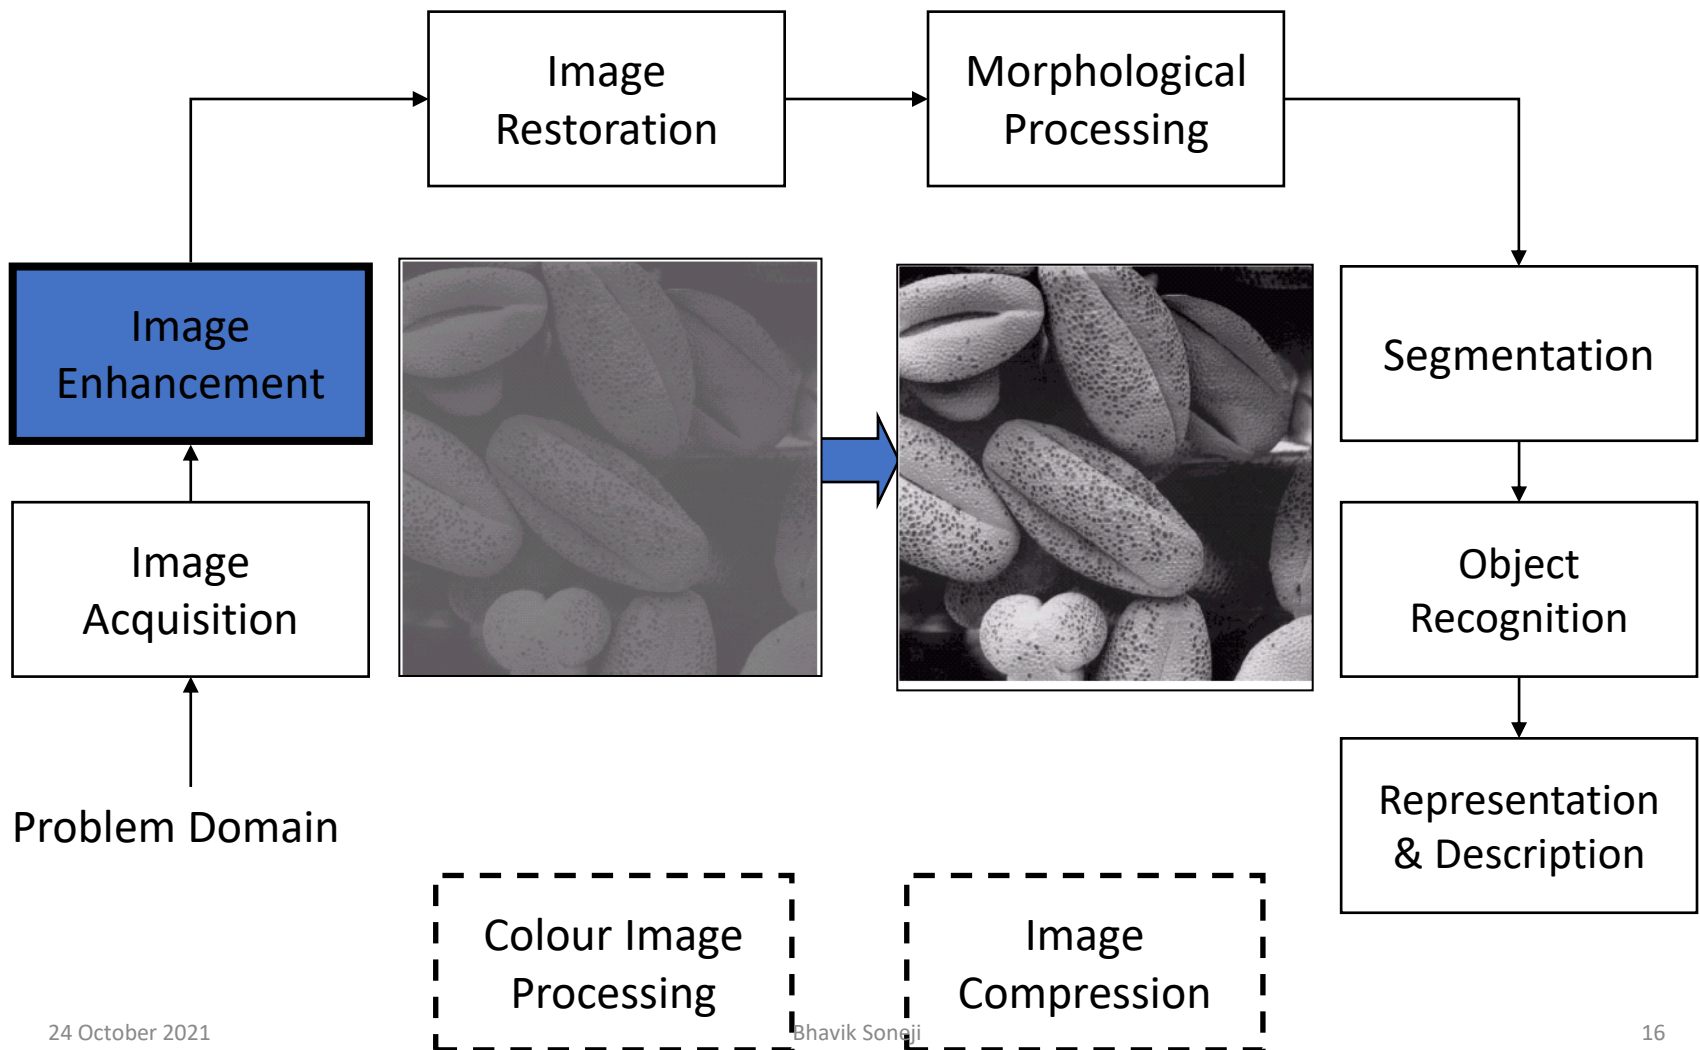 Image
Restoration
Morphological
Processing
Image
Enhancement
Segmentation
Image
Acquisition
Object
Recognition
Problem Domain
Representation
& Description
Colour Image
Processing
Image
Compression
24 October 2021
Bhavik Soneji
16